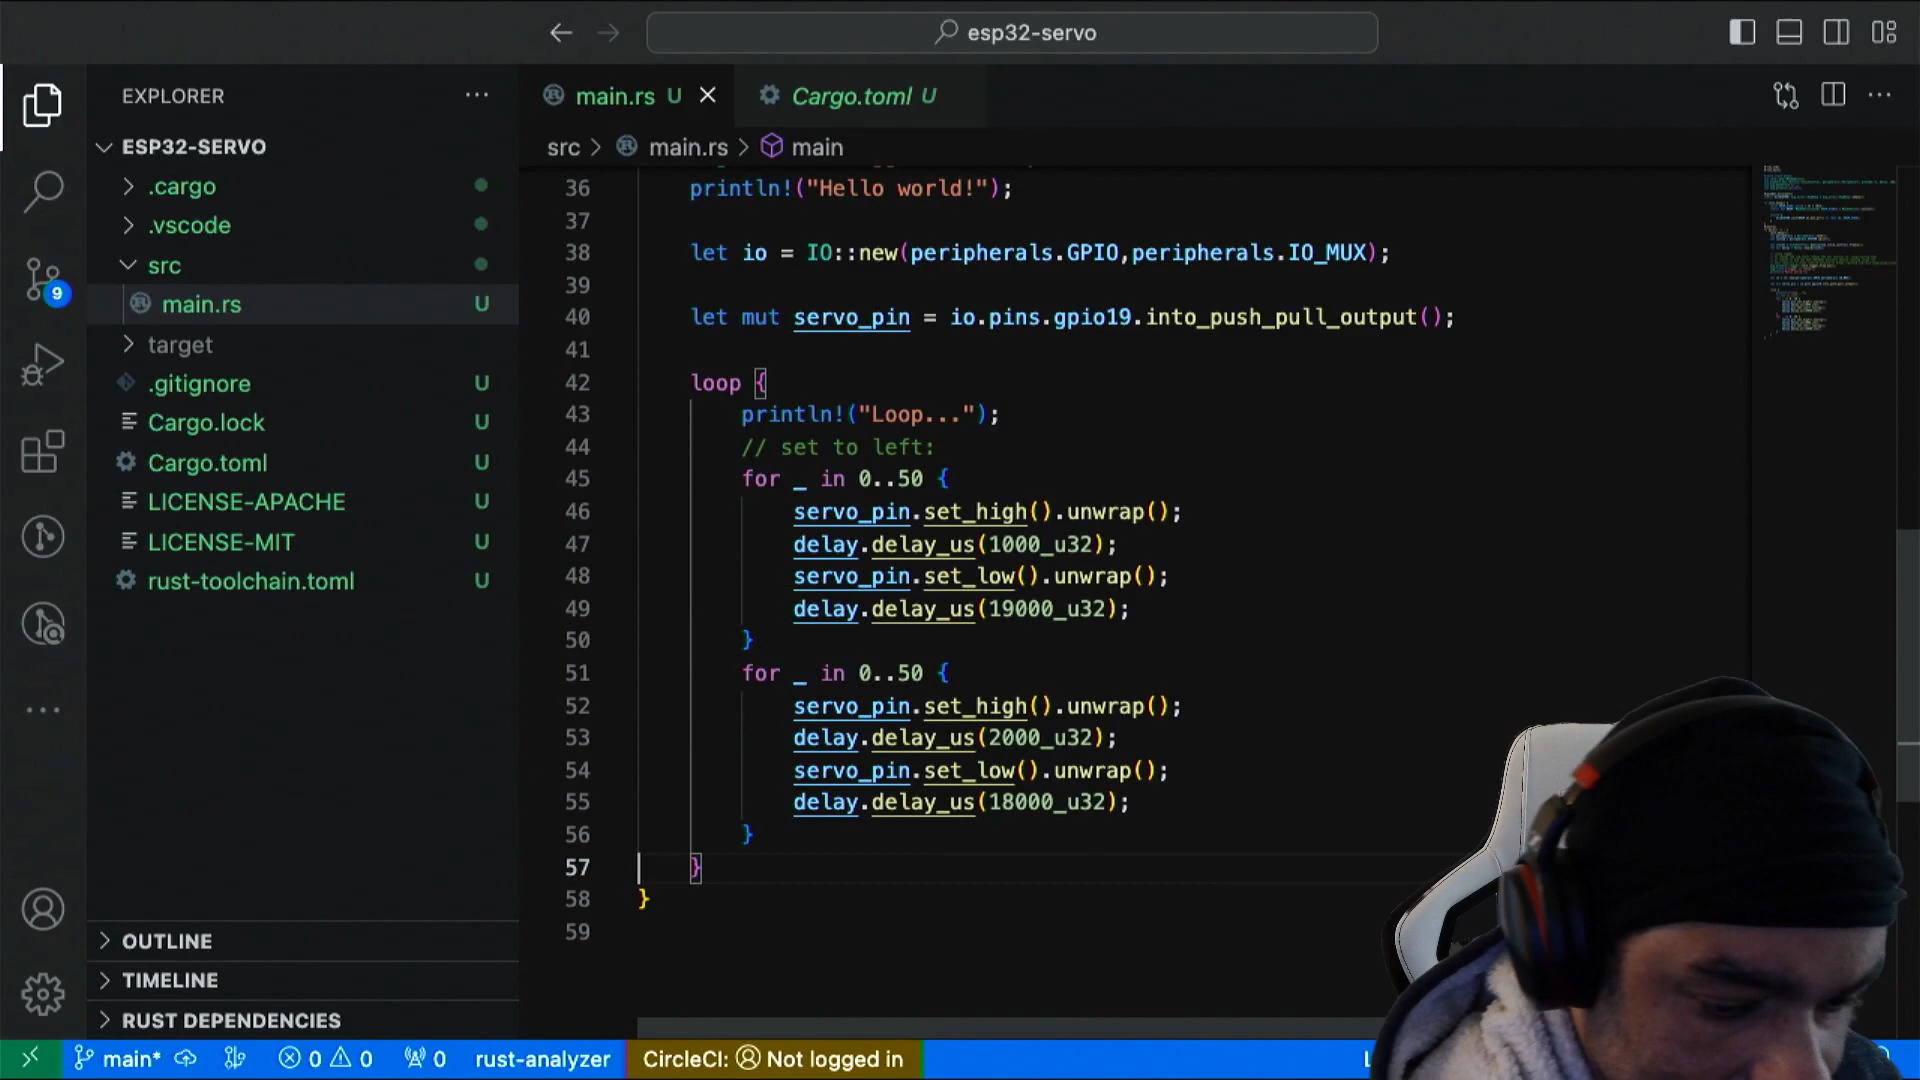 esp32-servo
EXPLORER
main.rs U
Cargo.toml U
ESP32-SERVO
src > main.rs > main
.cargo
.vscode
src
main.rs U
target
.gitignore U
Cargo.lock U
Cargo.toml U
LICENSE-APACHE U
LICENSE-MIT U
rust-toolchain.toml U
9
36 println!("Hello world!");
37
38 let io = IO::new(peripherals.GPIO,peripherals.IO_MUX);
39
40 let mut servo_pin = io.pins.gpio19.into_push_pull_output();
41
42 loop {
43 println!("Loop...");
44 // set to left:
45 for _ in 0..50 {
46 servo_pin.set_high().unwrap();
47 delay.delay_us(1000_u32);
48 servo_pin.set_low().unwrap();
49 delay.delay_us(19000_u32);
50 }
51 for _ in 0..50 {
52 servo_pin.set_high().unwrap();
53 delay.delay_us(2000_u32);
54 servo_pin.set_low().unwrap();
55 delay.delay_us(18000_u32);
56 }
57 }
58 }
59
OUTLINE
TIMELINE
RUST DEPENDENCIES
main* 0 0 0 rust-analyzer CircleCI: Not logged in